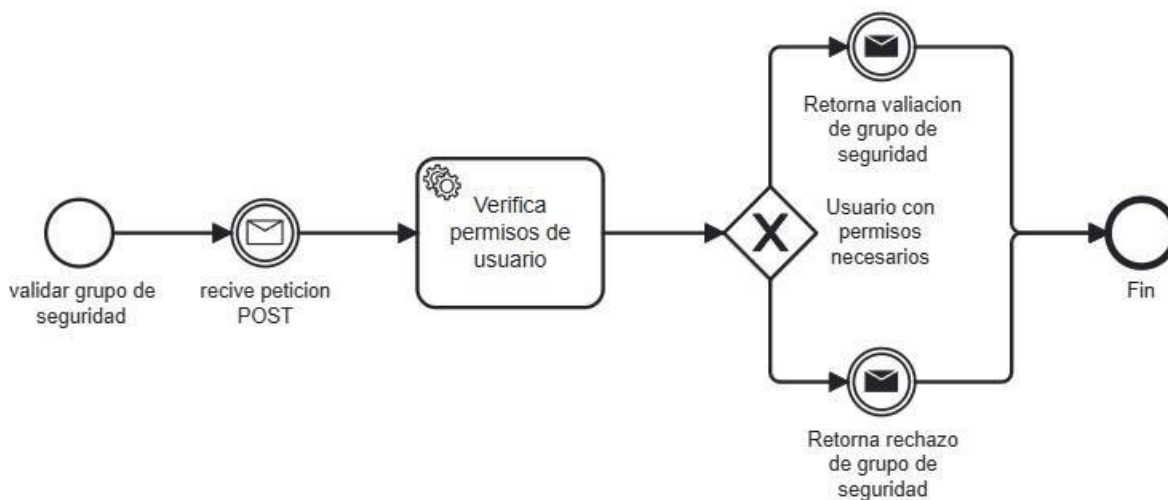 validar grupo de
seguridad
recive peticion
POST
Verifica
permisos de
usuario
Retorna valiacion
de grupo de
seguridad
Usuario con
permisos
necesarios
Retorna rechazo
de grupo de
seguridad
Fin